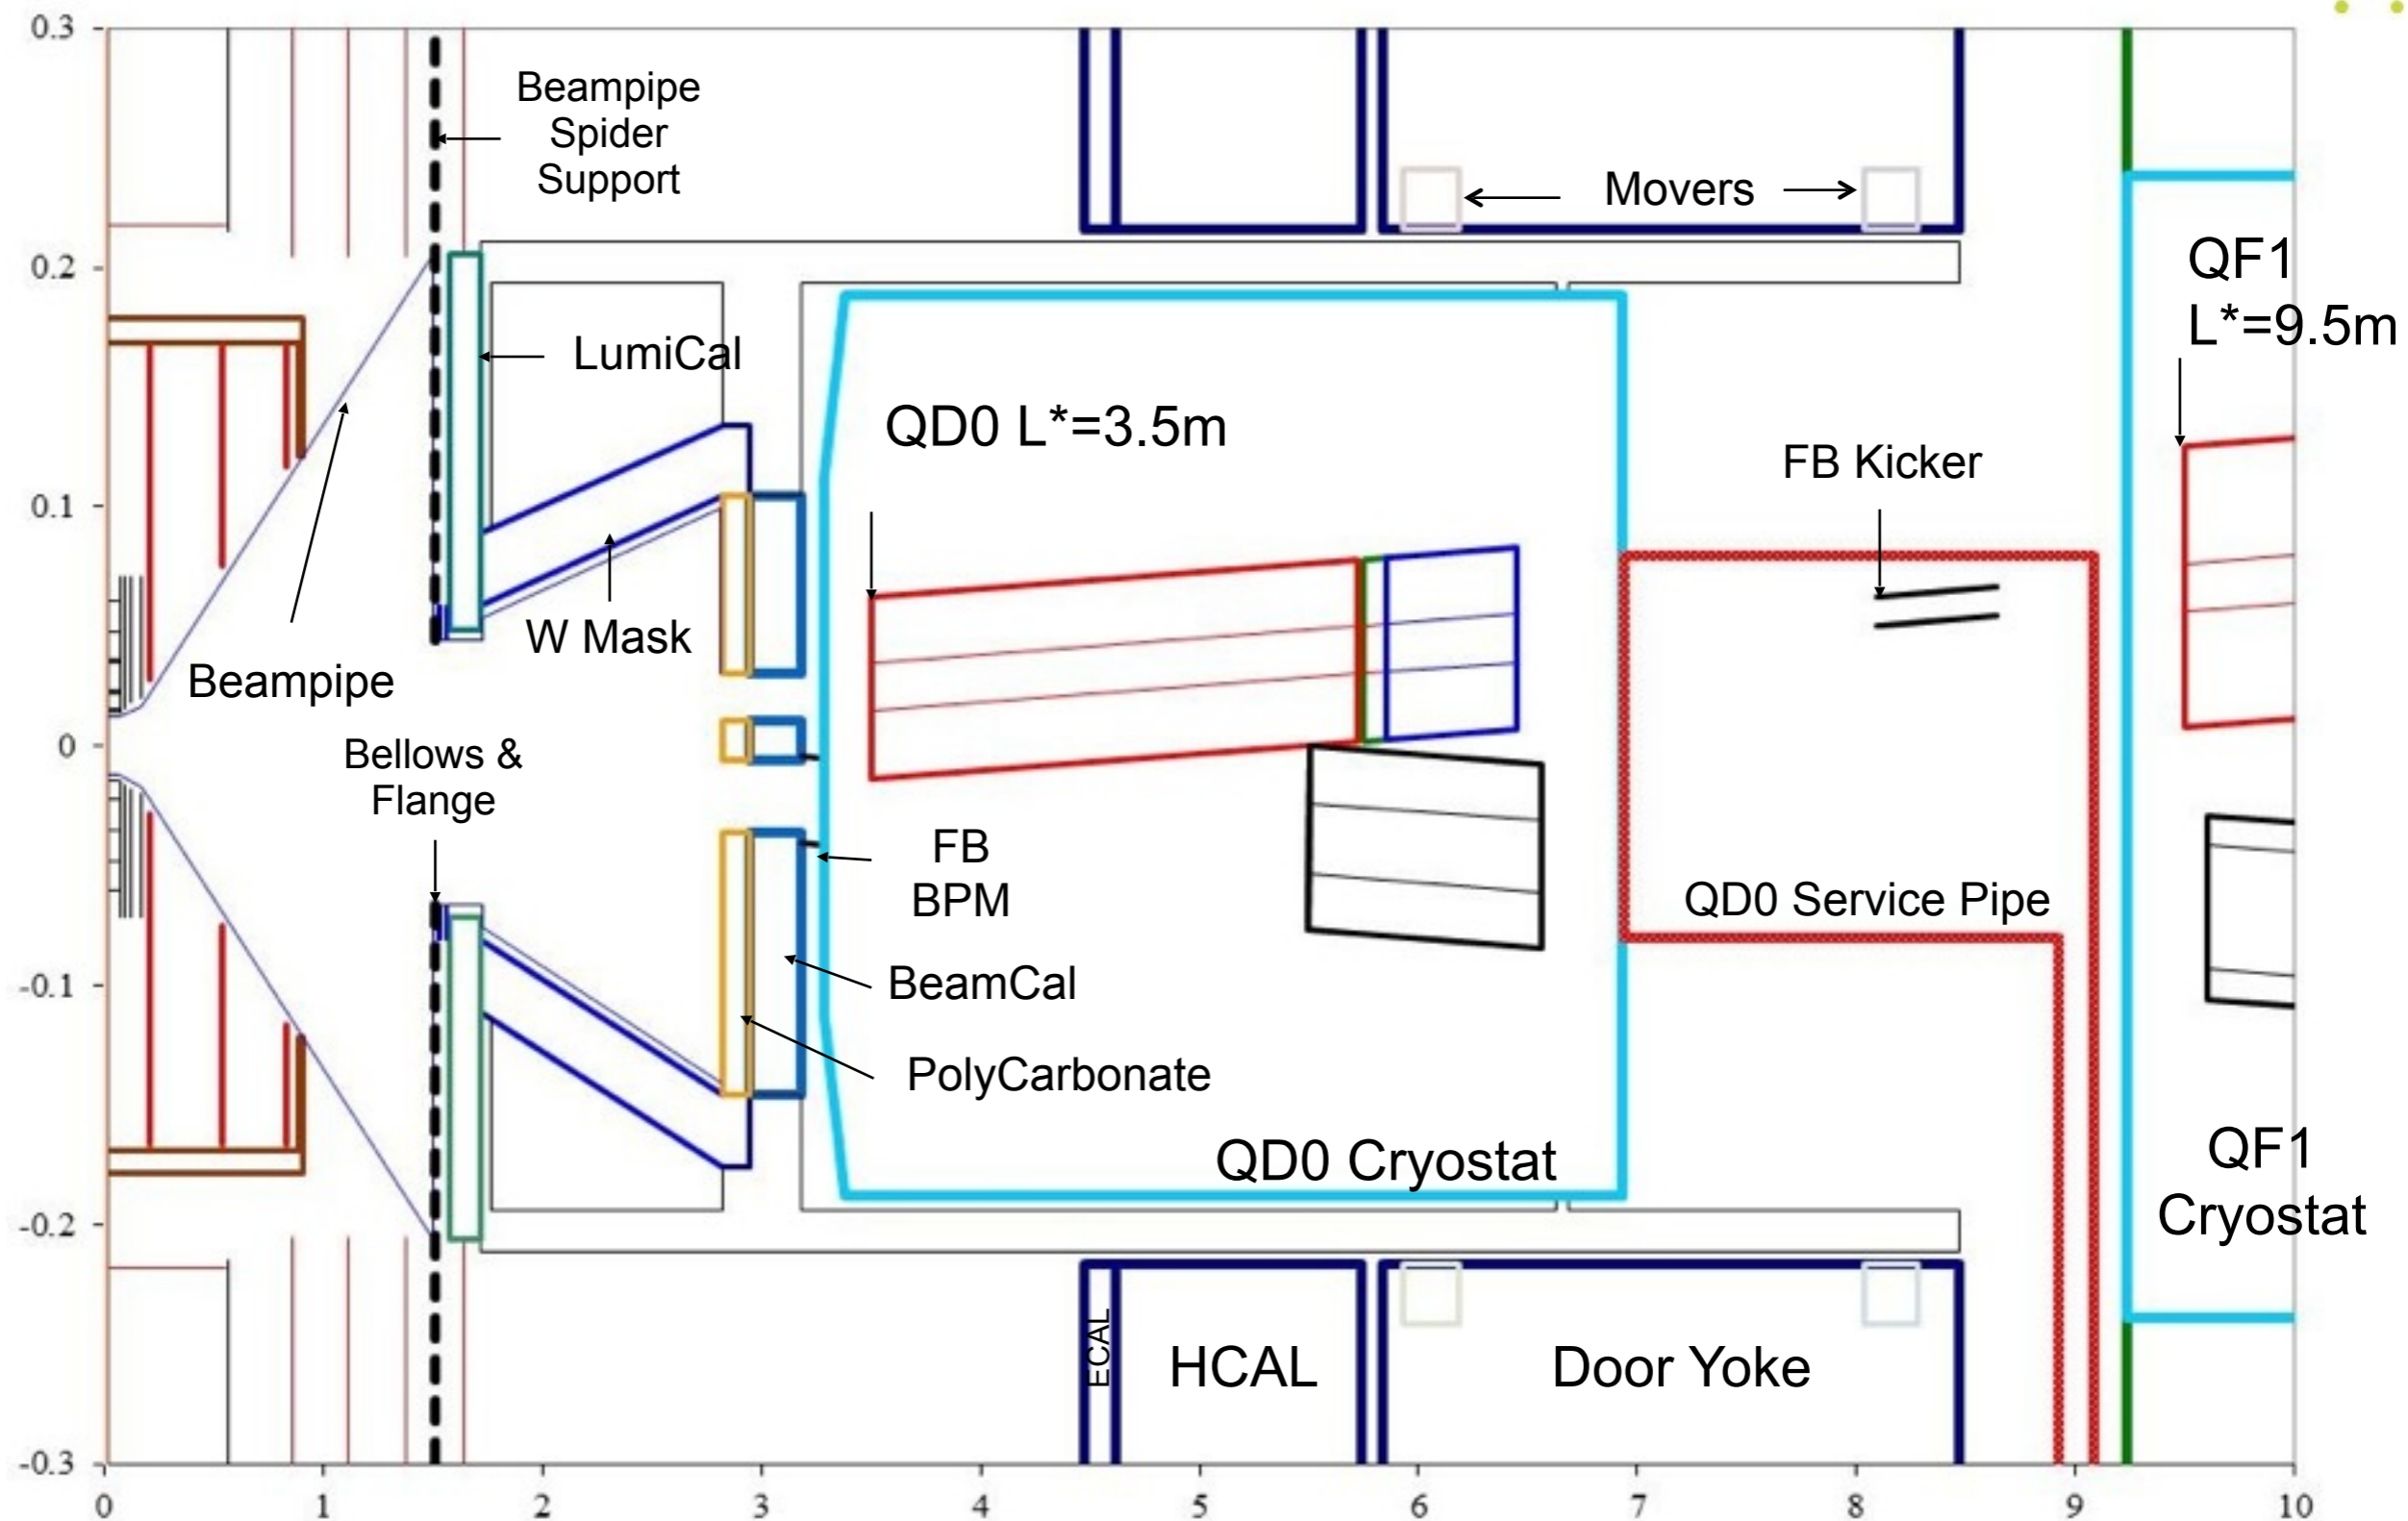 0.3
0.2
0.1
0
-0.1
-0.2
-0.3
Beampipe
Spider
Support
Movers
QF1
L*=9.5m
LumiCal
QD0 L*=3.5m
FB Kicker
W Mask
Beampipe
Bellows &
Flange
FB
BPM
QD0 Service Pipe
BeamCal
PolyCarbonate
QD0 Cryostat
QF1
Cryostat
ECAL
HCAL
Door Yoke
0 1 2 3 4 5 6 7 8 9 10